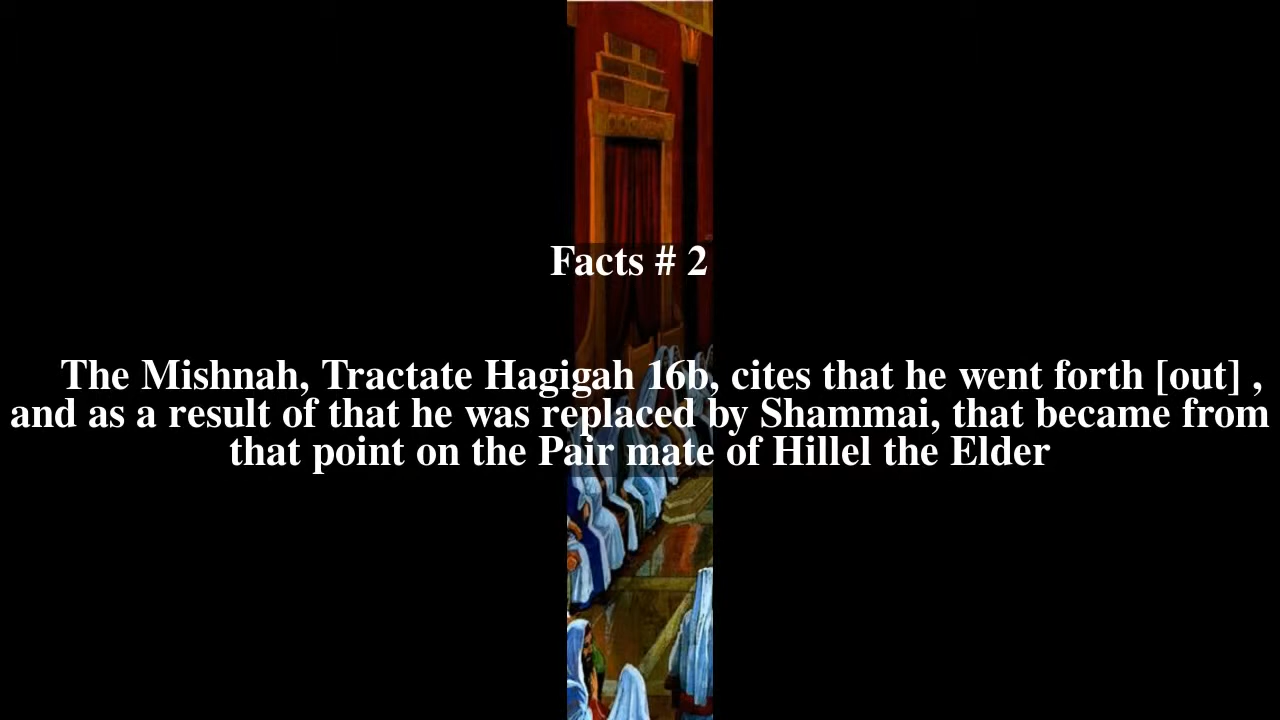 Facts # 2
The Mishnah, Tractate Hagigah 16b, cites that he went forth [out] ,
and as a result of that he was replaced by Shammai, that became from
that point on the Pair mate of Hillel the Elder